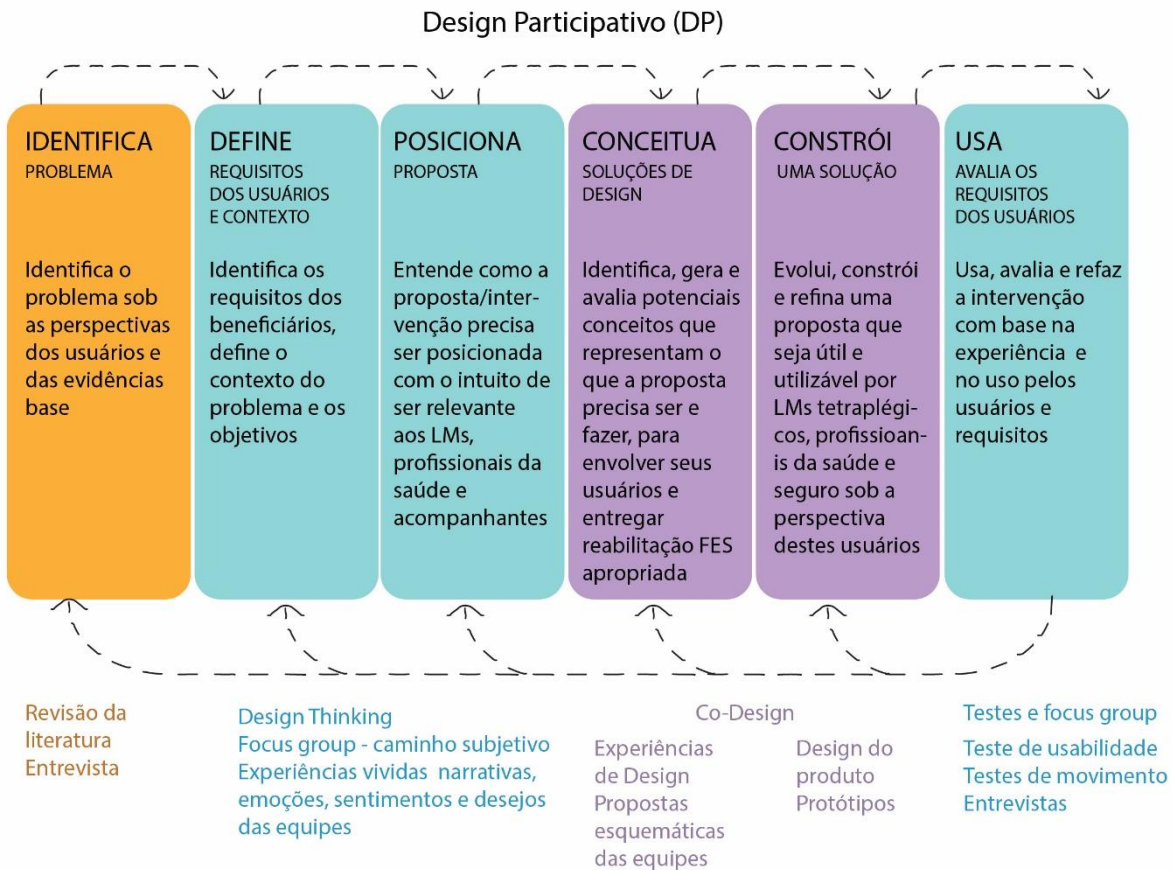 Design Participativo (DP)
IDENTIFICA
PROBLEMA
Identifica o
problema sob
as perspectivas
dos usuários e
das evidências
base
DEFINE
REQUISITOS
DOS USUÁRIOS
E CONTEXTO
Identifica os
requisitos dos
beneficiários,
define o
contexto do
problema e os
objetivos
POSICIONA
PROPOSTA
Entende como a
proposta/inter-
venção precisa
ser posicionada
com o intuito de
ser relevante
aos LMs,
profissionais da
saúde e
acompanhantes
CONCEITUA
SOLUÇÕES DE
DESIGN
Identifica, gera e
avalia potenciais
conceitos que
representam o
que a proposta
precisa ser e
fazer, para
envolver seus
usuários e
entregar
reabilitação FES
apropriada
CONSTRÓI
UMA SOLUÇÃO
Evolui, constrói
e refina uma
proposta que
seja útil e
utilizável por
LMs tetraplégi-
cos, profissioan-
is da saúde e
seguro sob a
perspectiva
destes usuários
USA
AVALIA OS
REQUISITOS
DOS USUÁRIOS
Usa, avalia e refaz
a intervenção
com base na
experiência e
no uso pelos
usuários e
requisitos
Revisão da
literatura
Entrevista
Design Thinking
Focus group - caminho subjetivo
Experiências vividas narrativas,
emoções, sentimentos e desejos
das equipes
Co-Design
Experiências
de Design
Propostas
esquemáticas
das equipes
Design do
produto
Protótipos
Testes e focus group
Teste de usabilidade
Testes de movimento
Entrevistas